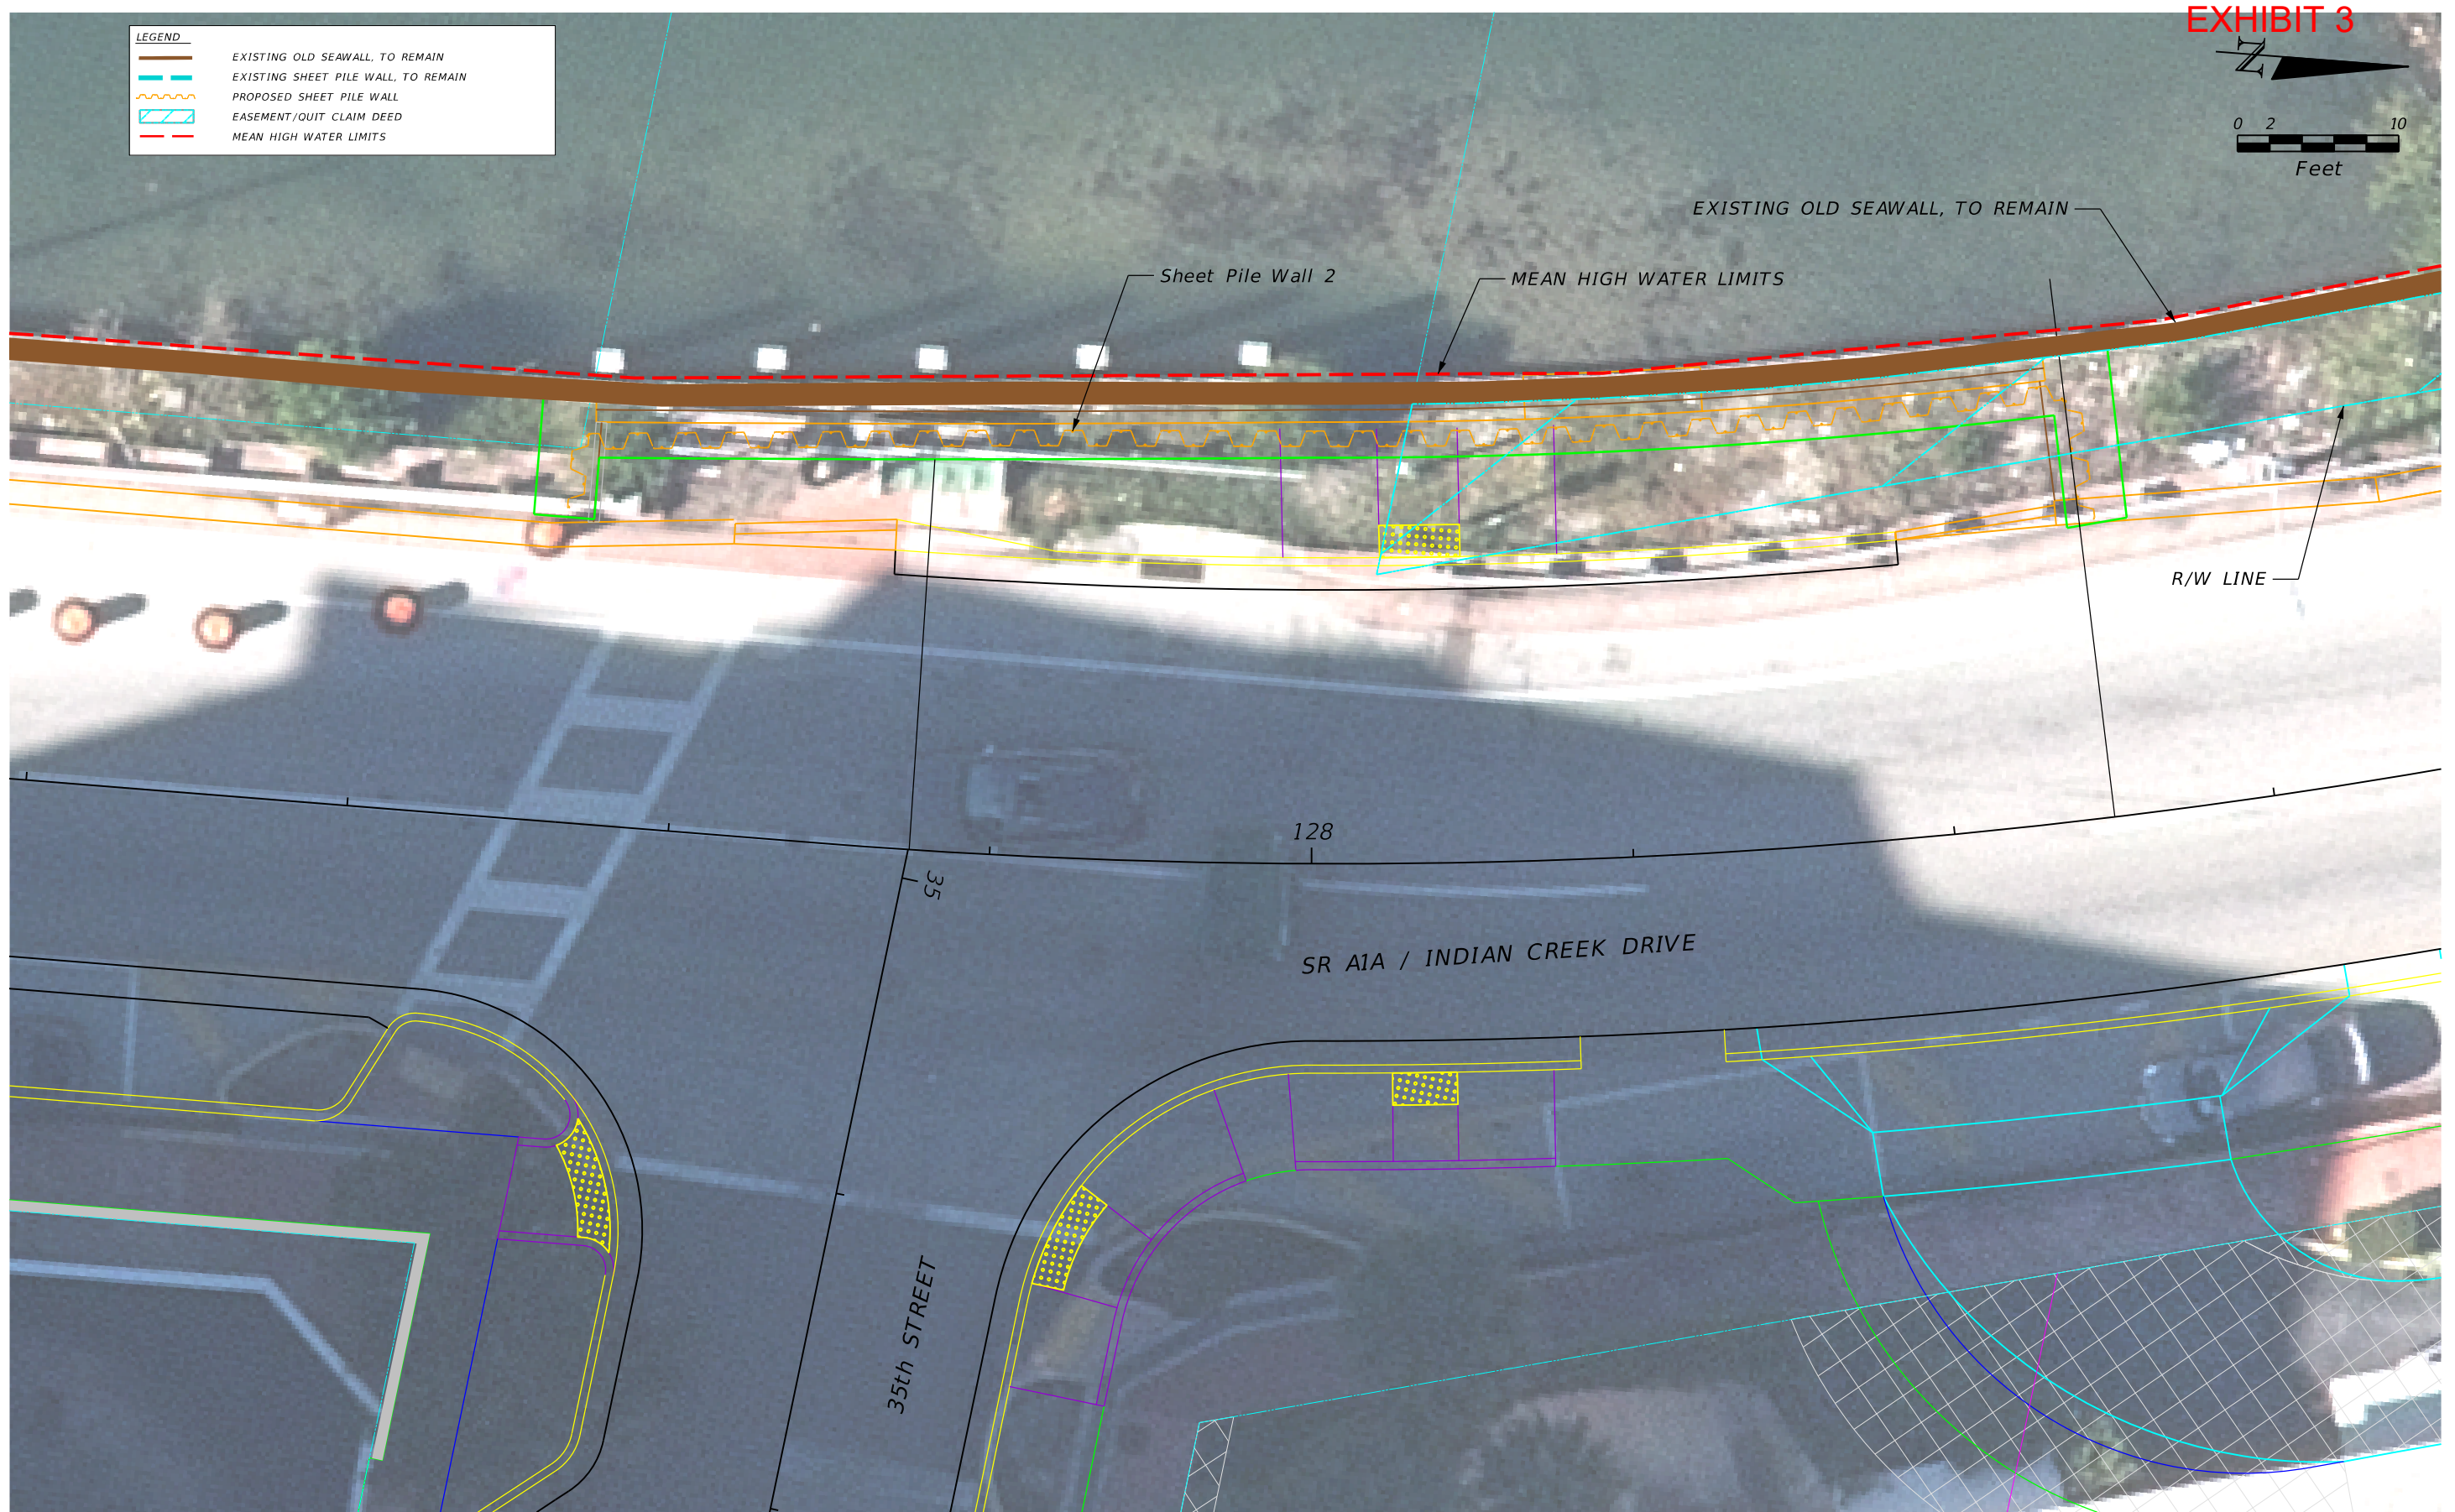 EXHIBIT 3
LEGEND
EXISTING OLD SEAWALL, TO REMAIN
EXISTING SHEET PILE WALL, TO REMAIN
PROPOSED SHEET PILE WALL
EASEMENT/QUIT CLAIM DEED
MEAN HIGH WATER LIMITS
N
0 2 10
Feet
EXISTING OLD SEAWALL, TO REMAIN
Sheet Pile Wall 2
MEAN HIGH WATER LIMITS
R/W LINE
128
35
SR A1A / INDIAN CREEK DRIVE
35th STREET